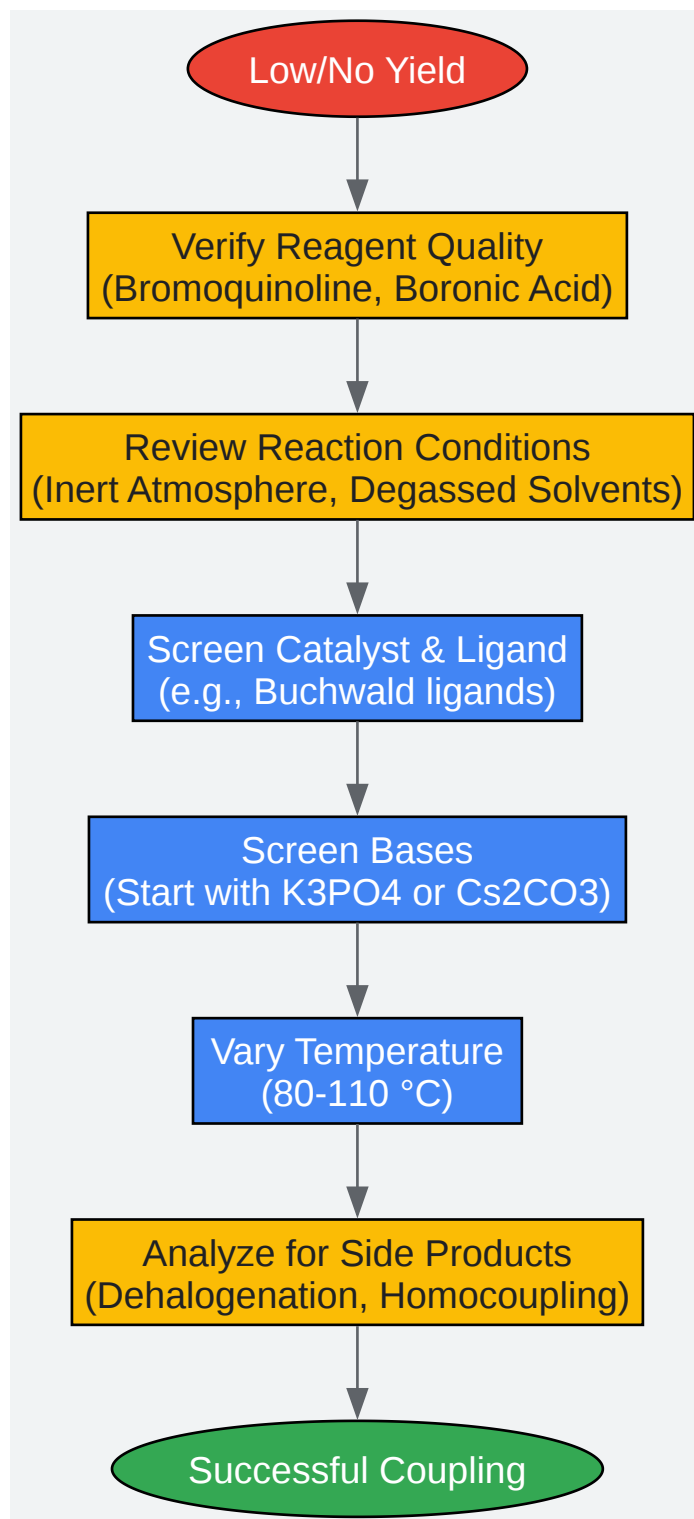 Low/No Yield
Verify Reagent Quality
(Bromoquinoline, Boronic Acid)
Review Reaction Conditions
(Inert Atmosphere, Degassed Solvents)
Screen Catalyst & Ligand
(e.g., Buchwald ligands)
Screen Bases
(Start with K3PO4 or Cs2CO3)
Vary Temperature
(80-110 °C)
Analyze for Side Products
(Dehalogenation, Homocoupling)
Successful Coupling